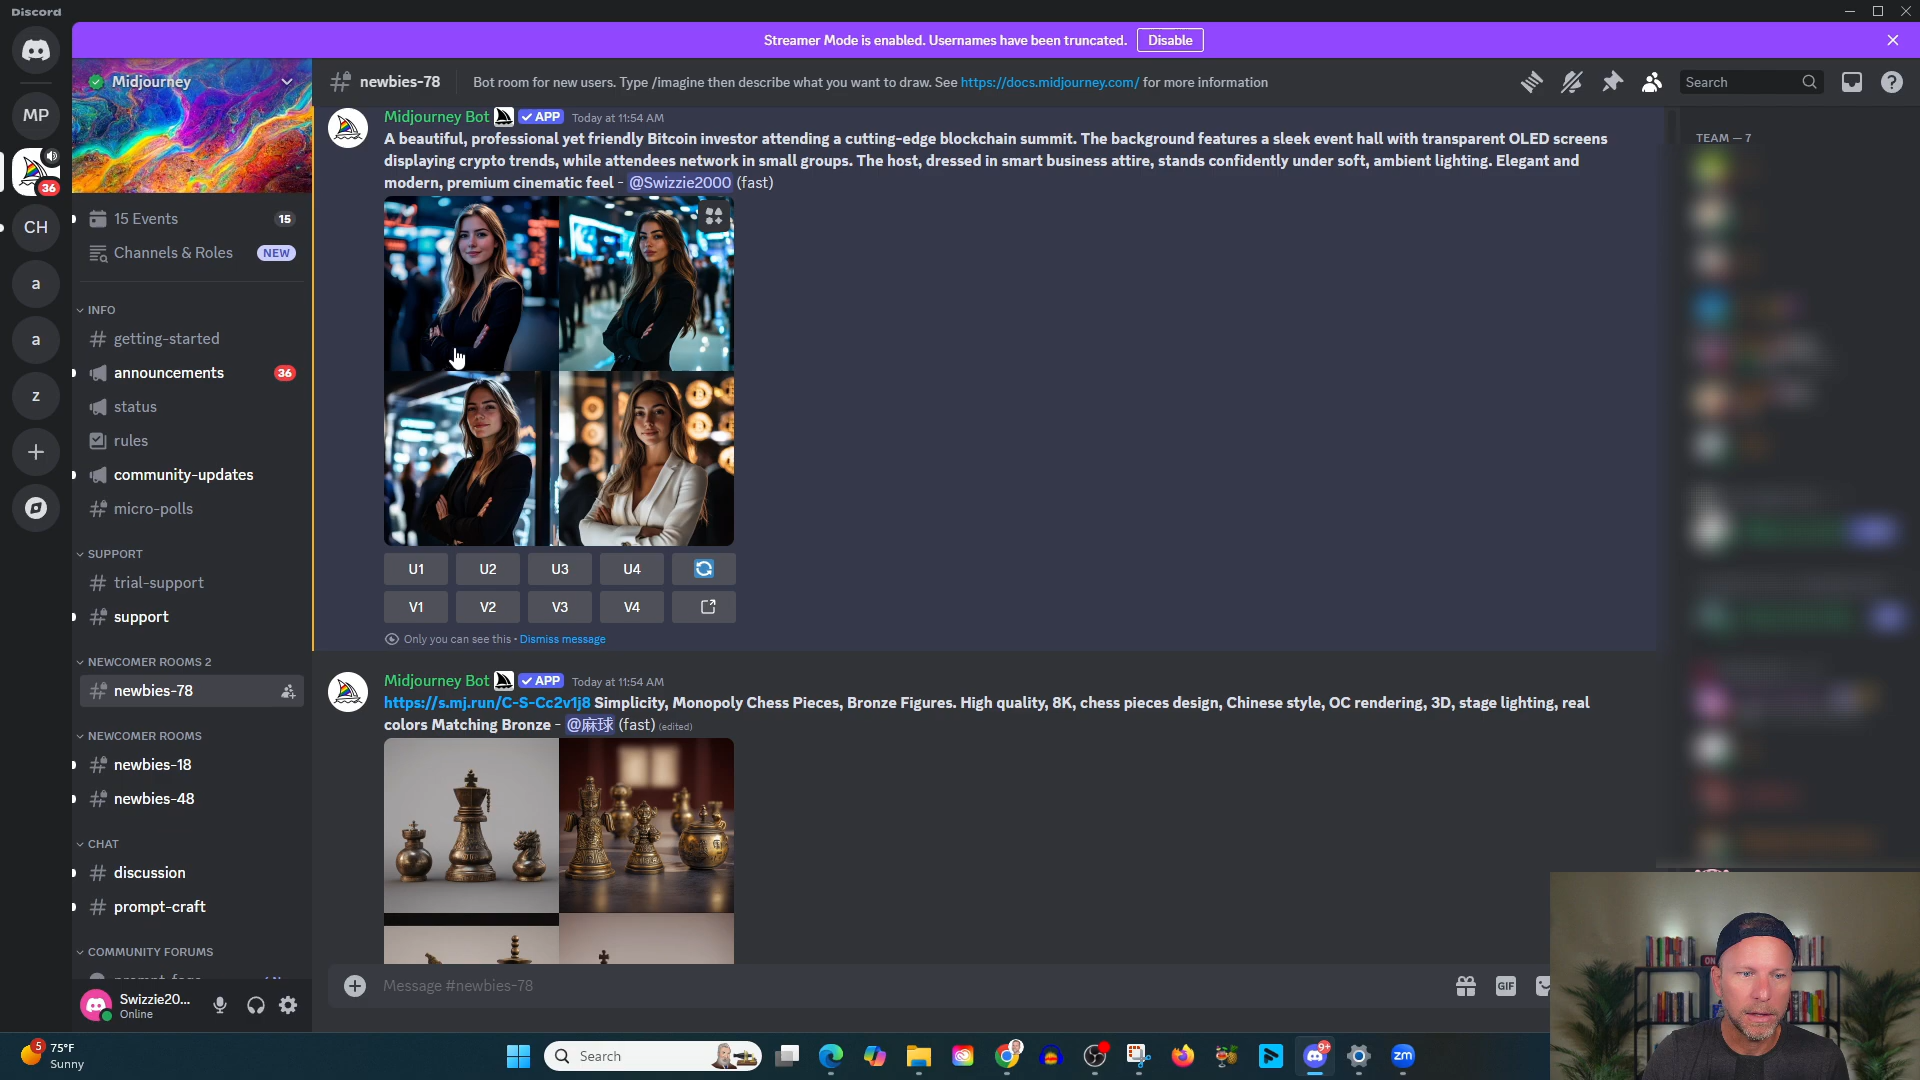 Discord
Streamer Mode is enabled. Usernames have been truncated.
Disable
MP
36
CH
a
a
z
Midjourney
15 Events
15
Channels & Roles
NEW
INFO
getting-started
announcements
36
status
rules
community-updates
micro-polls
SUPPORT
trial-support
support
NEWCOMER ROOMS 2
newbies-78
NEWCOMER ROOMS
newbies-18
newbies-48
CHAT
discussion
prompt-craft
COMMUNITY FORUMS
Swizzie20...
Online
newbies-78
Bot room for new users. Type /imagine then describe what you want to draw. See https://docs.midjourney.com/ for more information
Search
Midjourney Bot APP Today at 11:54 AM
A beautiful, professional yet friendly Bitcoin investor attending a cutting-edge blockchain summit. The background features a sleek event hall with transparent OLED screens
displaying crypto trends, while attendees network in small groups. The host, dressed in smart business attire, stands confidently under soft, ambient lighting. Elegant and
modern, premium cinematic feel - @Swizzie2000 (fast)
U1
U2
U3
U4
V1
V2
V3
V4
Only you can see this • Dismiss message
Midjourney Bot APP Today at 11:54 AM
https://s.mj.run/C-S-Cc2v1j8 Simplicity, Monopoly Chess Pieces, Bronze Figures. High quality, 8K, chess pieces design, Chinese style, OC rendering, 3D, stage lighting, real
colors Matching Bronze - @麻球 (fast) (edited)
Message #newbies-78
GIF
TEAM — 7
5
75°F
Sunny
Search
9+
zm